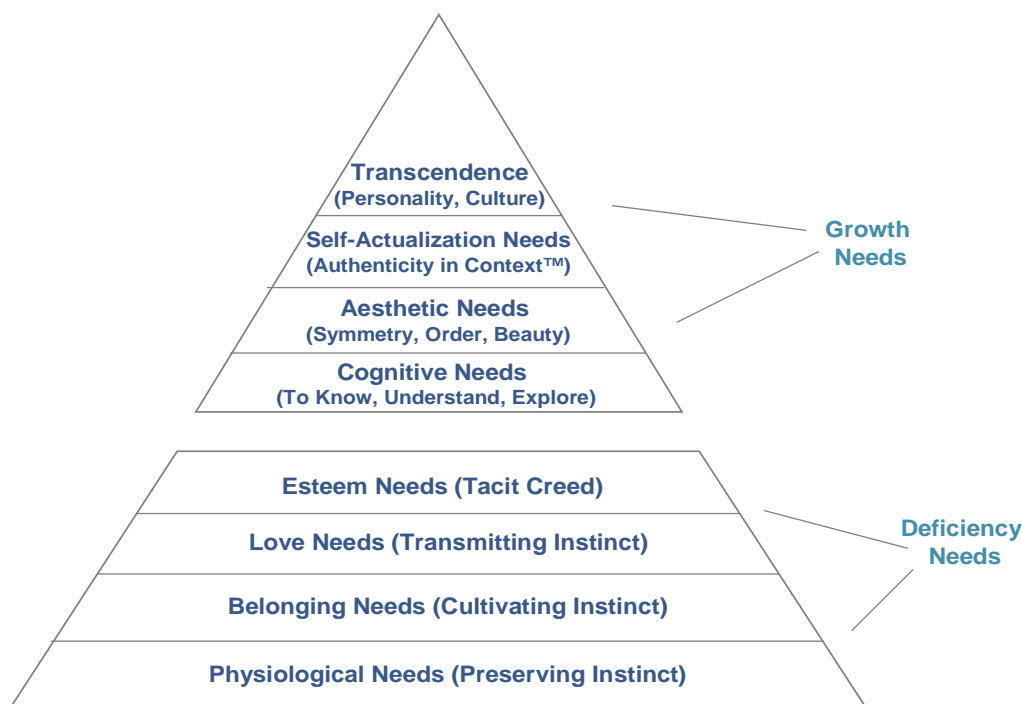 Transcendence
(Personality, Culture)
Self-Actualization Needs
(Authenticity in Context™)
Aesthetic Needs
(Symmetry, Order, Beauty)
Cognitive Needs
(To Know, Understand, Explore)
Growth
Needs
Esteem Needs (Tacit Creed)
Love Needs (Transmitting Instinct)
Belonging Needs (Cultivating Instinct)
Physiological Needs (Preserving Instinct)
Deficiency
Needs